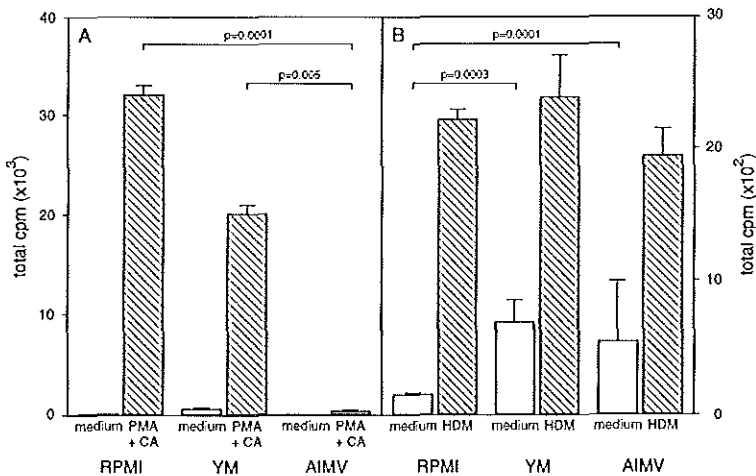 A
B
40
30
20
10
0
total cpm (x10³)
p=0.0001
p=0.005
p=0.0003
p=0.0001
30
20
10
0
total cpm (x10²)
medium PMA + CA
medium PMA + CA
medium PMA + CA
medium HDM
medium HDM
medium HDM
RPMI
YM
AIMV
RPMI
YM
AIMV